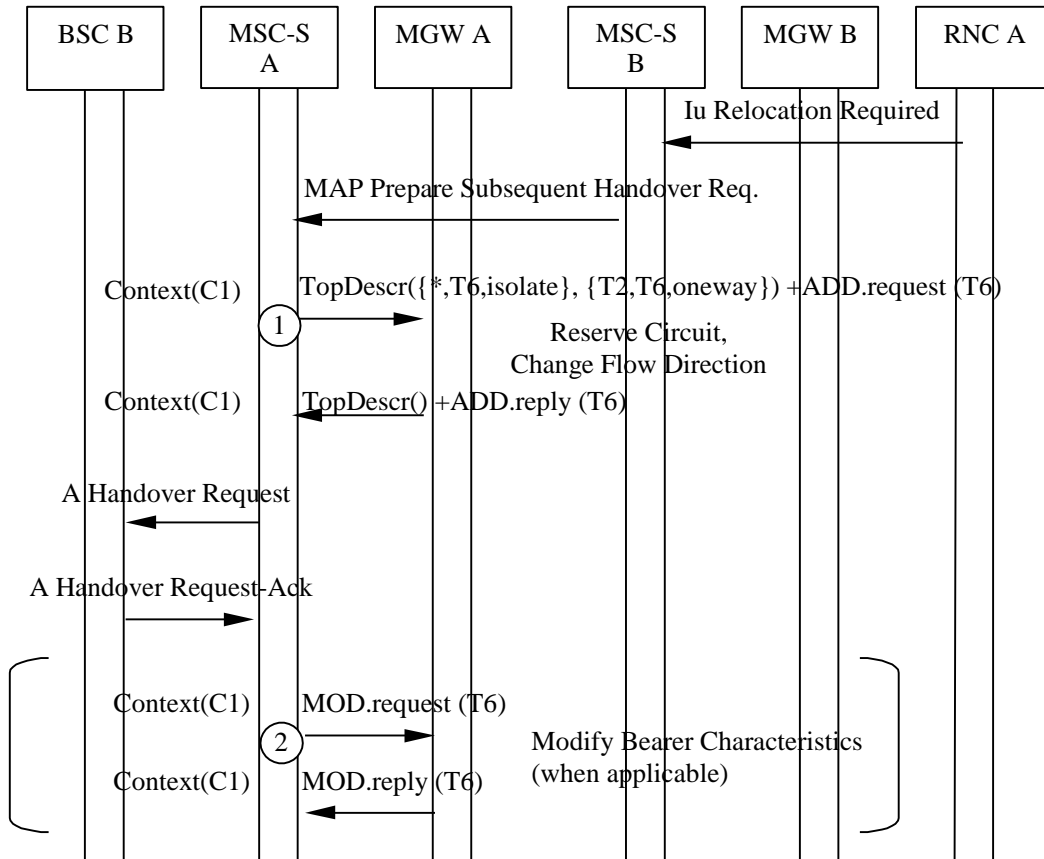 BSC B
MSC-S
A
MGW A
MSC-S
B
MGW B
RNC A
Iu Relocation Required
MAP Prepare Subsequent Handover Req.
Context(C1)
TopDescr({*,T6,isolate}, {T2,T6,oneway}) +ADD.request (T6)
1
Reserve Circuit,
Change Flow Direction
Context(C1)
TopDescr() +ADD.reply (T6)
A Handover Request
A Handover Request-Ack
Context(C1)
MOD.request (T6)
2
Modify Bearer Characteristics
(when applicable)
Context(C1)
MOD.reply (T6)